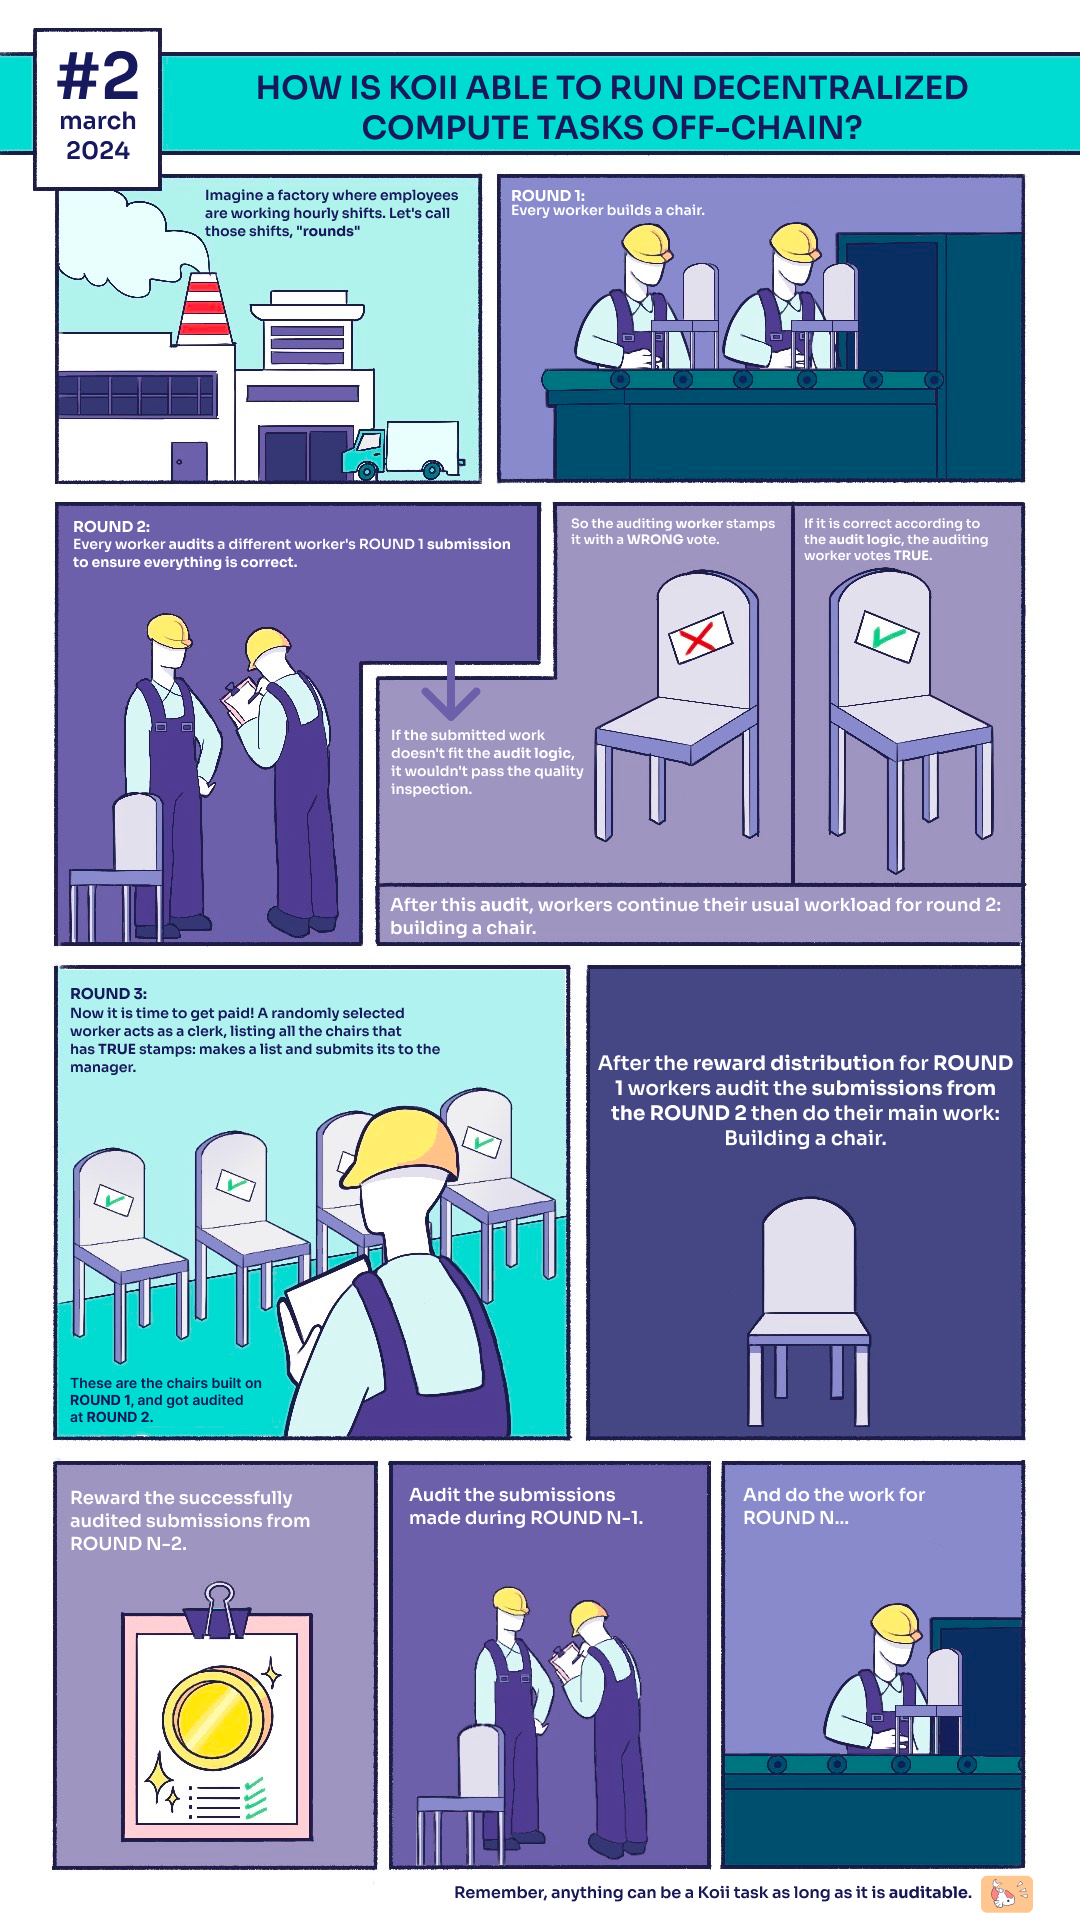 #2
march
2024
HOW IS KOII ABLE TO RUN DECENTRALIZED
COMPUTE TASKS OFF-CHAIN?
Imagine a factory where employees
are working hourly shifts. Let's call
those shifts, "rounds"
ROUND 1:
Every worker builds a chair.
ROUND 2:
Every worker audits a different worker's ROUND 1 submission
to ensure everything is correct.
If the submitted work
doesn't fit the audit logic,
it wouldn't pass the quality
inspection.
So the auditing worker stamps
it with a WRONG vote.
If it is correct according to
the audit logic, the auditing
worker votes TRUE.
After this audit, workers continue their usual workload for round 2:
building a chair.
ROUND 3:
Now it is time to get paid! A randomly selected
worker acts as a clerk, listing all the chairs that
has TRUE stamps: makes a list and submits its to the
manager.
These are the chairs built on
ROUND 1, and got audited
at ROUND 2.
After the reward distribution for ROUND
1 workers audit the submissions from
the ROUND 2 then do their main work:
Building a chair.
Reward the successfully
audited submissions from
ROUND N-2.
Audit the submissions
made during ROUND N-1.
And do the work for
ROUND N...
Remember, anything can be a Koii task as long as it is auditable.